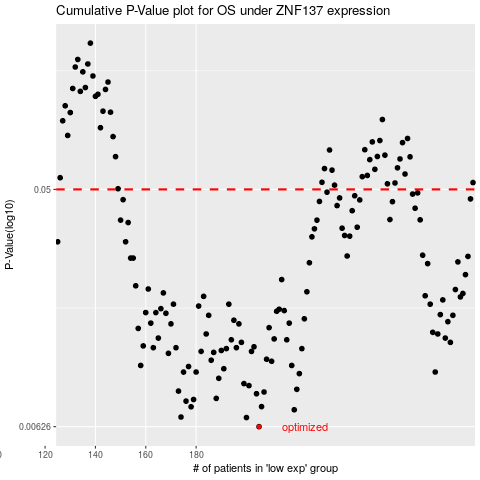 Cumulative P-Value plot for OS under ZNF137 expression
P-Value(log10)
0.05
0.00626
optimized
0 120 140 160 180
# of patients in 'low exp' group